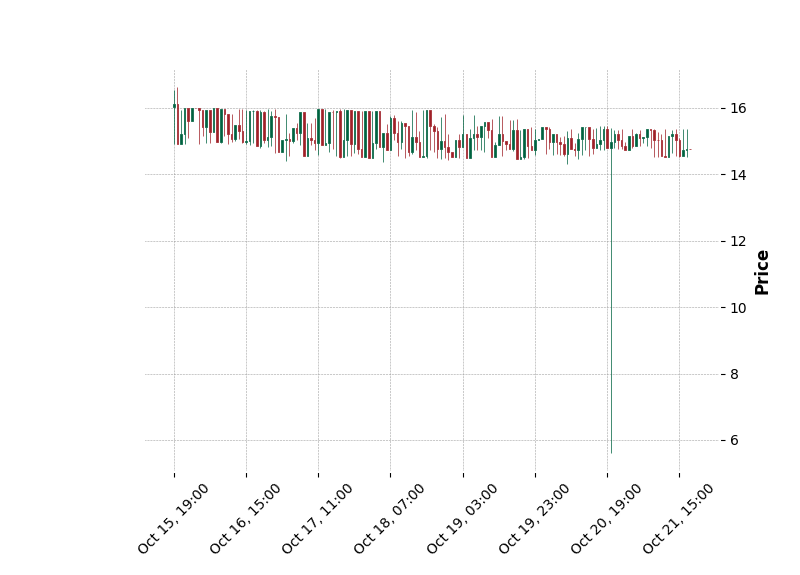 16
14
12
10
8
6
Price
Oct 15, 19:00
Oct 16, 15:00
Oct 17, 11:00
Oct 18, 07:00
Oct 19, 03:00
Oct 19, 23:00
Oct 20, 19:00
Oct 21, 15:00